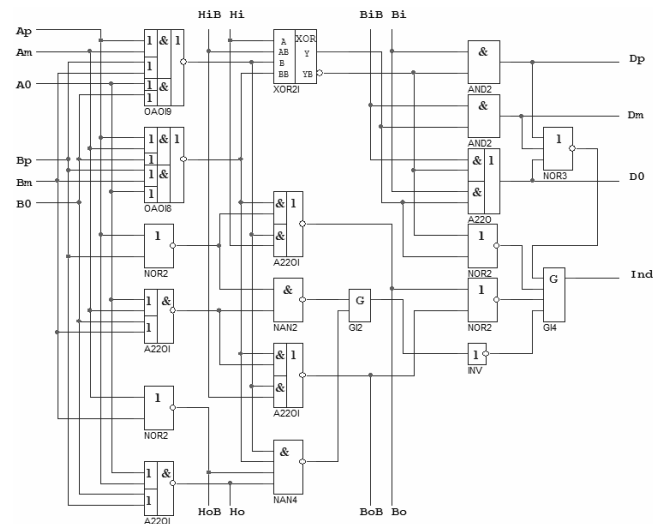 HiB Hi BiB Bi
Ap
Am
A0
Bp
Bm
B0
1 & 1
1
1
1 &
1
OAOI9
1 &
1
1 &
1
OAOI8
1
NOR2
1 &
1
A22OI
1
NOR2
1 &
1
A22OI
A XOR
AB Y
B
BB YB
XOR2I
& 1
&
A22OI
&
NAN2
G
GI2
& 1
&
A22OI
&
NAN4
&
AND2
&
AND2
& 1
&
A22O
1
NOR3
1
NOR2
1
NOR2
G
GI4
1
INV
Dp
Dm
D0
Ind
HoB Ho BoB Bo